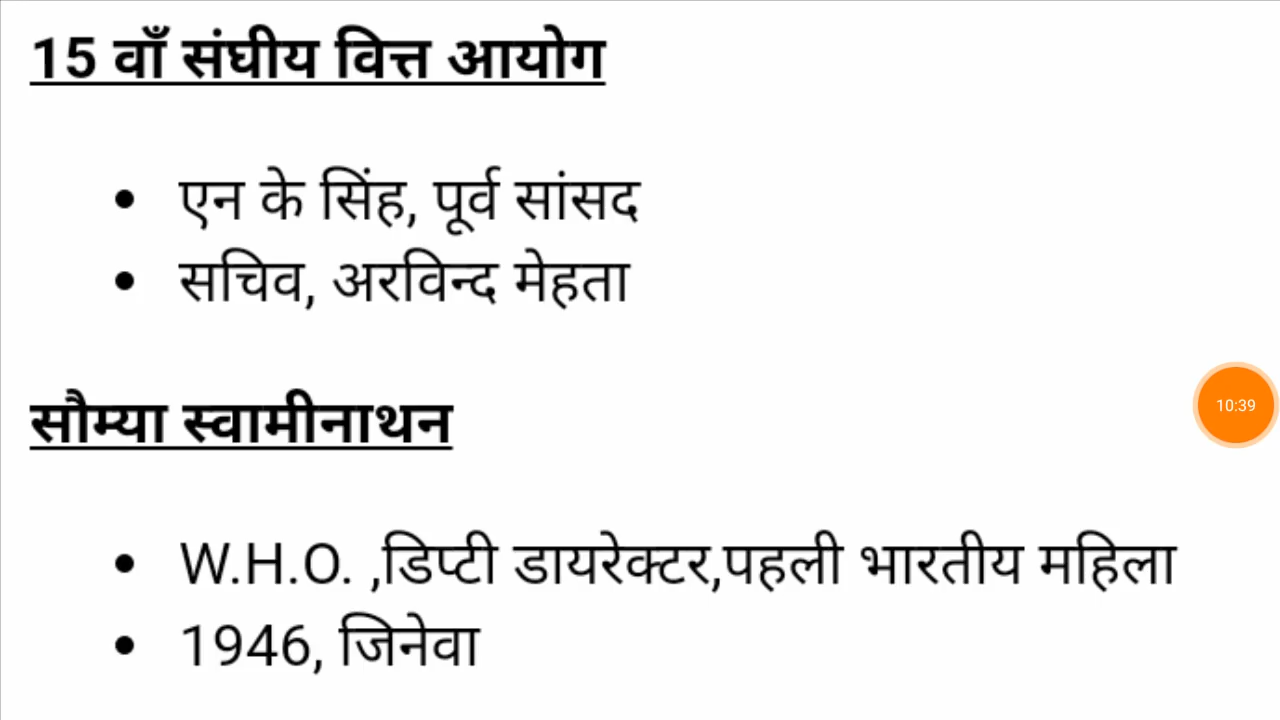 15 वाँ संघीय वित्त आयोग
• एन के सिंह, पूर्व सांसद
• सचिव, अरविन्द मेहता
सौम्या स्वामीनाथन
10:39
• W.H.O. ,डिप्टी डायरेक्टर,पहली भारतीय महिला
• 1946, जिनेवा